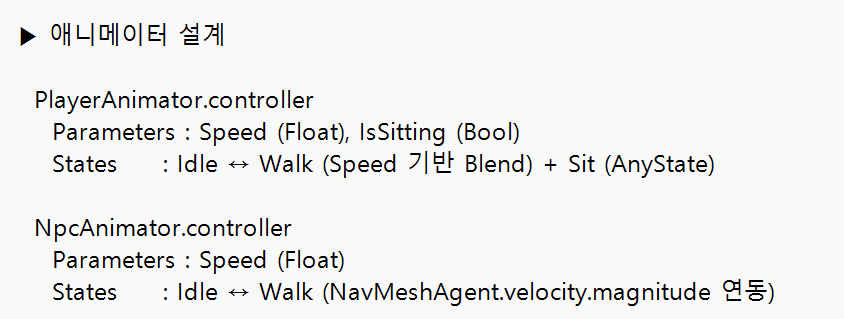 ▶ 애니메이터 설계
PlayerAnimator.controller
Parameters : Speed (Float), IsSitting (Bool)
States : Idle ↔ Walk (Speed 기반 Blend) + Sit (AnyState)
NpcAnimator.controller
Parameters : Speed (Float)
States : Idle ↔ Walk (NavMeshAgent.velocity.magnitude 연동)